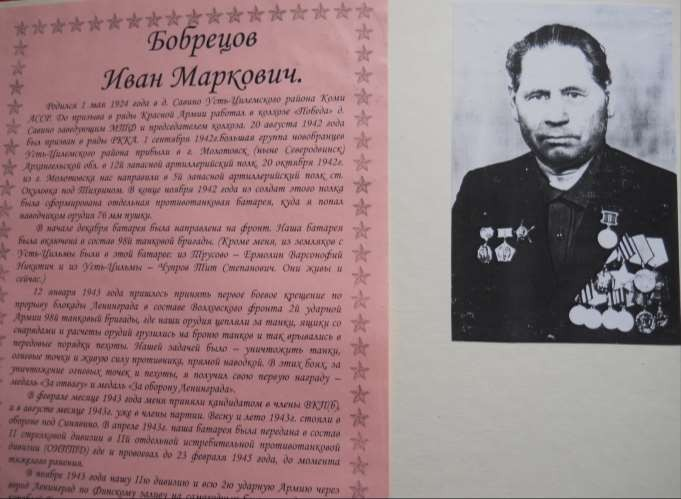 Бобрецов
Иван Маркович.
Родился 1 мая 1924 года в д. Савино Усть-Цилемского района Коми
АССР. До призыва в ряды Красной Армии работал в колхозе «Победа» д.
Савино заведующим МТФ и председателем колхоза. 20 августа 1942 года
был призван в ряды РККА. 1 сентября 1942г.Большая группа новобранцев
Усть-Цилемского района прибыли в г. Молотовск (ныне Северодвинск)
Архангельской обл. в 12й запасной артиллерийский полк. 20 октября 1942г.
из г. Молотовска нас направили в 5й запасной артиллерийский полк ст.
Окуловка под Тихвином. В конце ноября 1942 года из солдат этого полка
была сформирована отдельная противотанковая батарея, куда я попал
наводчиком орудия 76 мм пушки.
В начале декабря батарея была направлена на фронт. Наша батарея
была включена в состав 98й танковой бригады. (Кроме меня, из земляков с
Усть-Цильмы были в этой батарее: из Трусово – Ермолин Варсонофий
Никитич и из Усть-Цильмы – Чупров Тит Степанович. Они живы и
сейчас.)
12 января 1943 года пришлось принять первое боевое крещение по
прорыву блокады Ленинграда в составе Волховского фронта 2й ударной
Армии 98й танковый бригады, где наши орудия цепляли за танки, ящики со
снарядами и расчеты орудий грузились на броню танков и так врывались в
передовые порядки пехоты. Нашей задачей было – уничтожить танки,
огневые точки и живую силу противника, прямой наводкой. В этих боях, за
уничтожение огневых точек и пехоты, я получил свою первую награду –
медаль «За отвагу» и медаль «За оборону Ленинграда».
В феврале месяце 1943 года меня приняли кандидатом в члены ВКП(б),
а в августе месяце 1943г. уже в члены партии. Весну и лето 1943г. стояли в
обороне под Синявино. В апреле 1943г. наша батарея была передана в состав
11 стрелковой дивизии в 11й отдельной истребительной противотанковой
дивизии (ОИПТД) где и провоевал до 23 февраля 1945 года, до момента
тяжелого ранения.
В ноябре 1943 года нашу 11ю дивизию и всю 2ю ударную Армию через
город Ленинград по Финскому заливу на